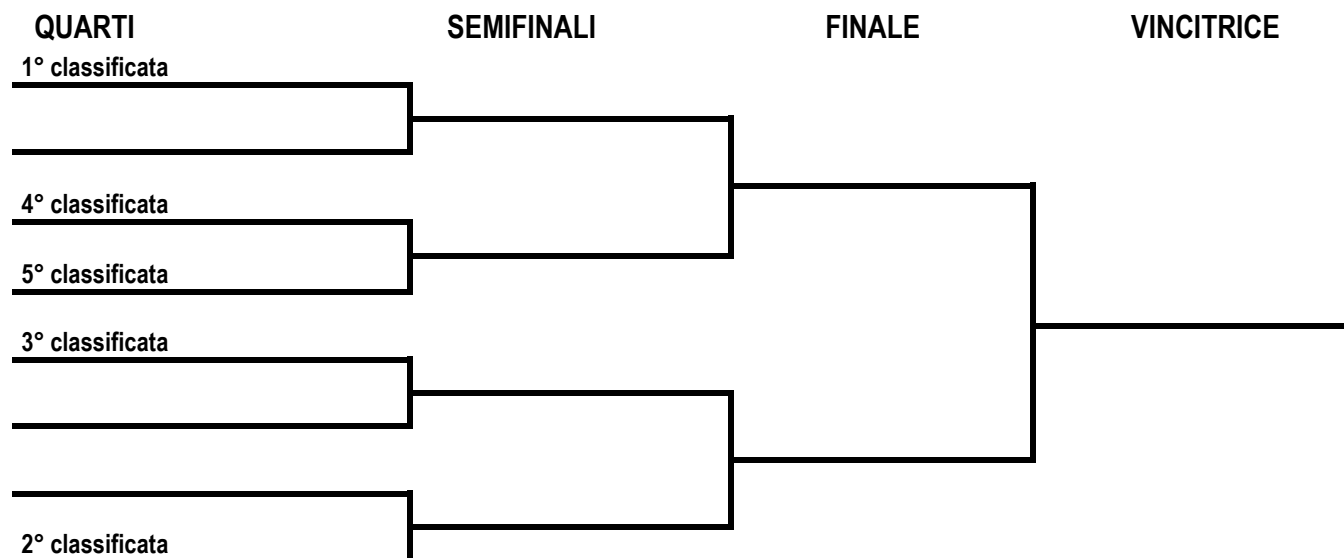 QUARTI SEMIFINALI FINALE VINCITRICE
1° classificata
4° classificata
5° classificata
3° classificata
2° classificata